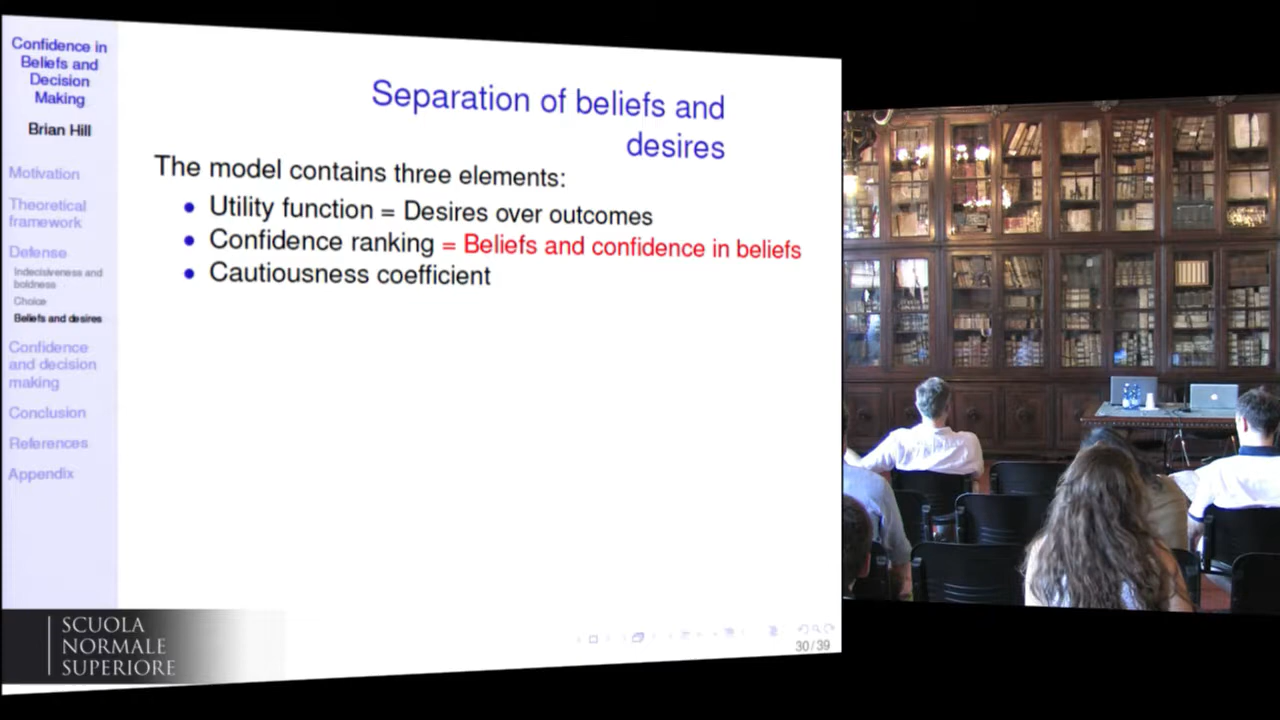 Confidence in
Beliefs and
Decision
Making
Brian Hill
Motivation
Theoretical
framework
Defense
Indecisiveness and
boldness
Choice
Beliefs and desires
Confidence
and decision
making
Conclusion
References
Appendix
Separation of beliefs and
desires
The model contains three elements:
Utility function = Desires over outcomes
Confidence ranking = Beliefs and confidence in beliefs
Cautiousness coefficient
30/39
SCUOLA
NORMALE
SUPERIORE